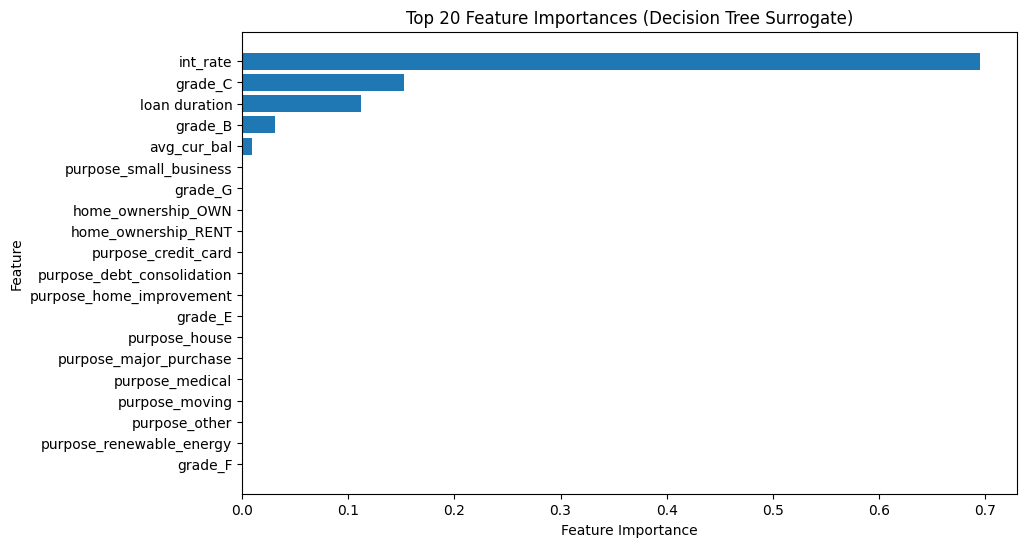 Top 20 Feature Importances (Decision Tree Surrogate)
int_rate
grade_C
loan duration
grade_B
avg_cur_bal
purpose_small_business
grade_G
home_ownership_OWN
home_ownership_RENT
purpose_credit_card
purpose_debt_consolidation
purpose_home_improvement
grade_E
purpose_house
purpose_major_purchase
purpose_medical
purpose_moving
purpose_other
purpose_renewable_energy
grade_F
Feature
0.0 0.1 0.2 0.3 0.4 0.5 0.6 0.7
Feature Importance